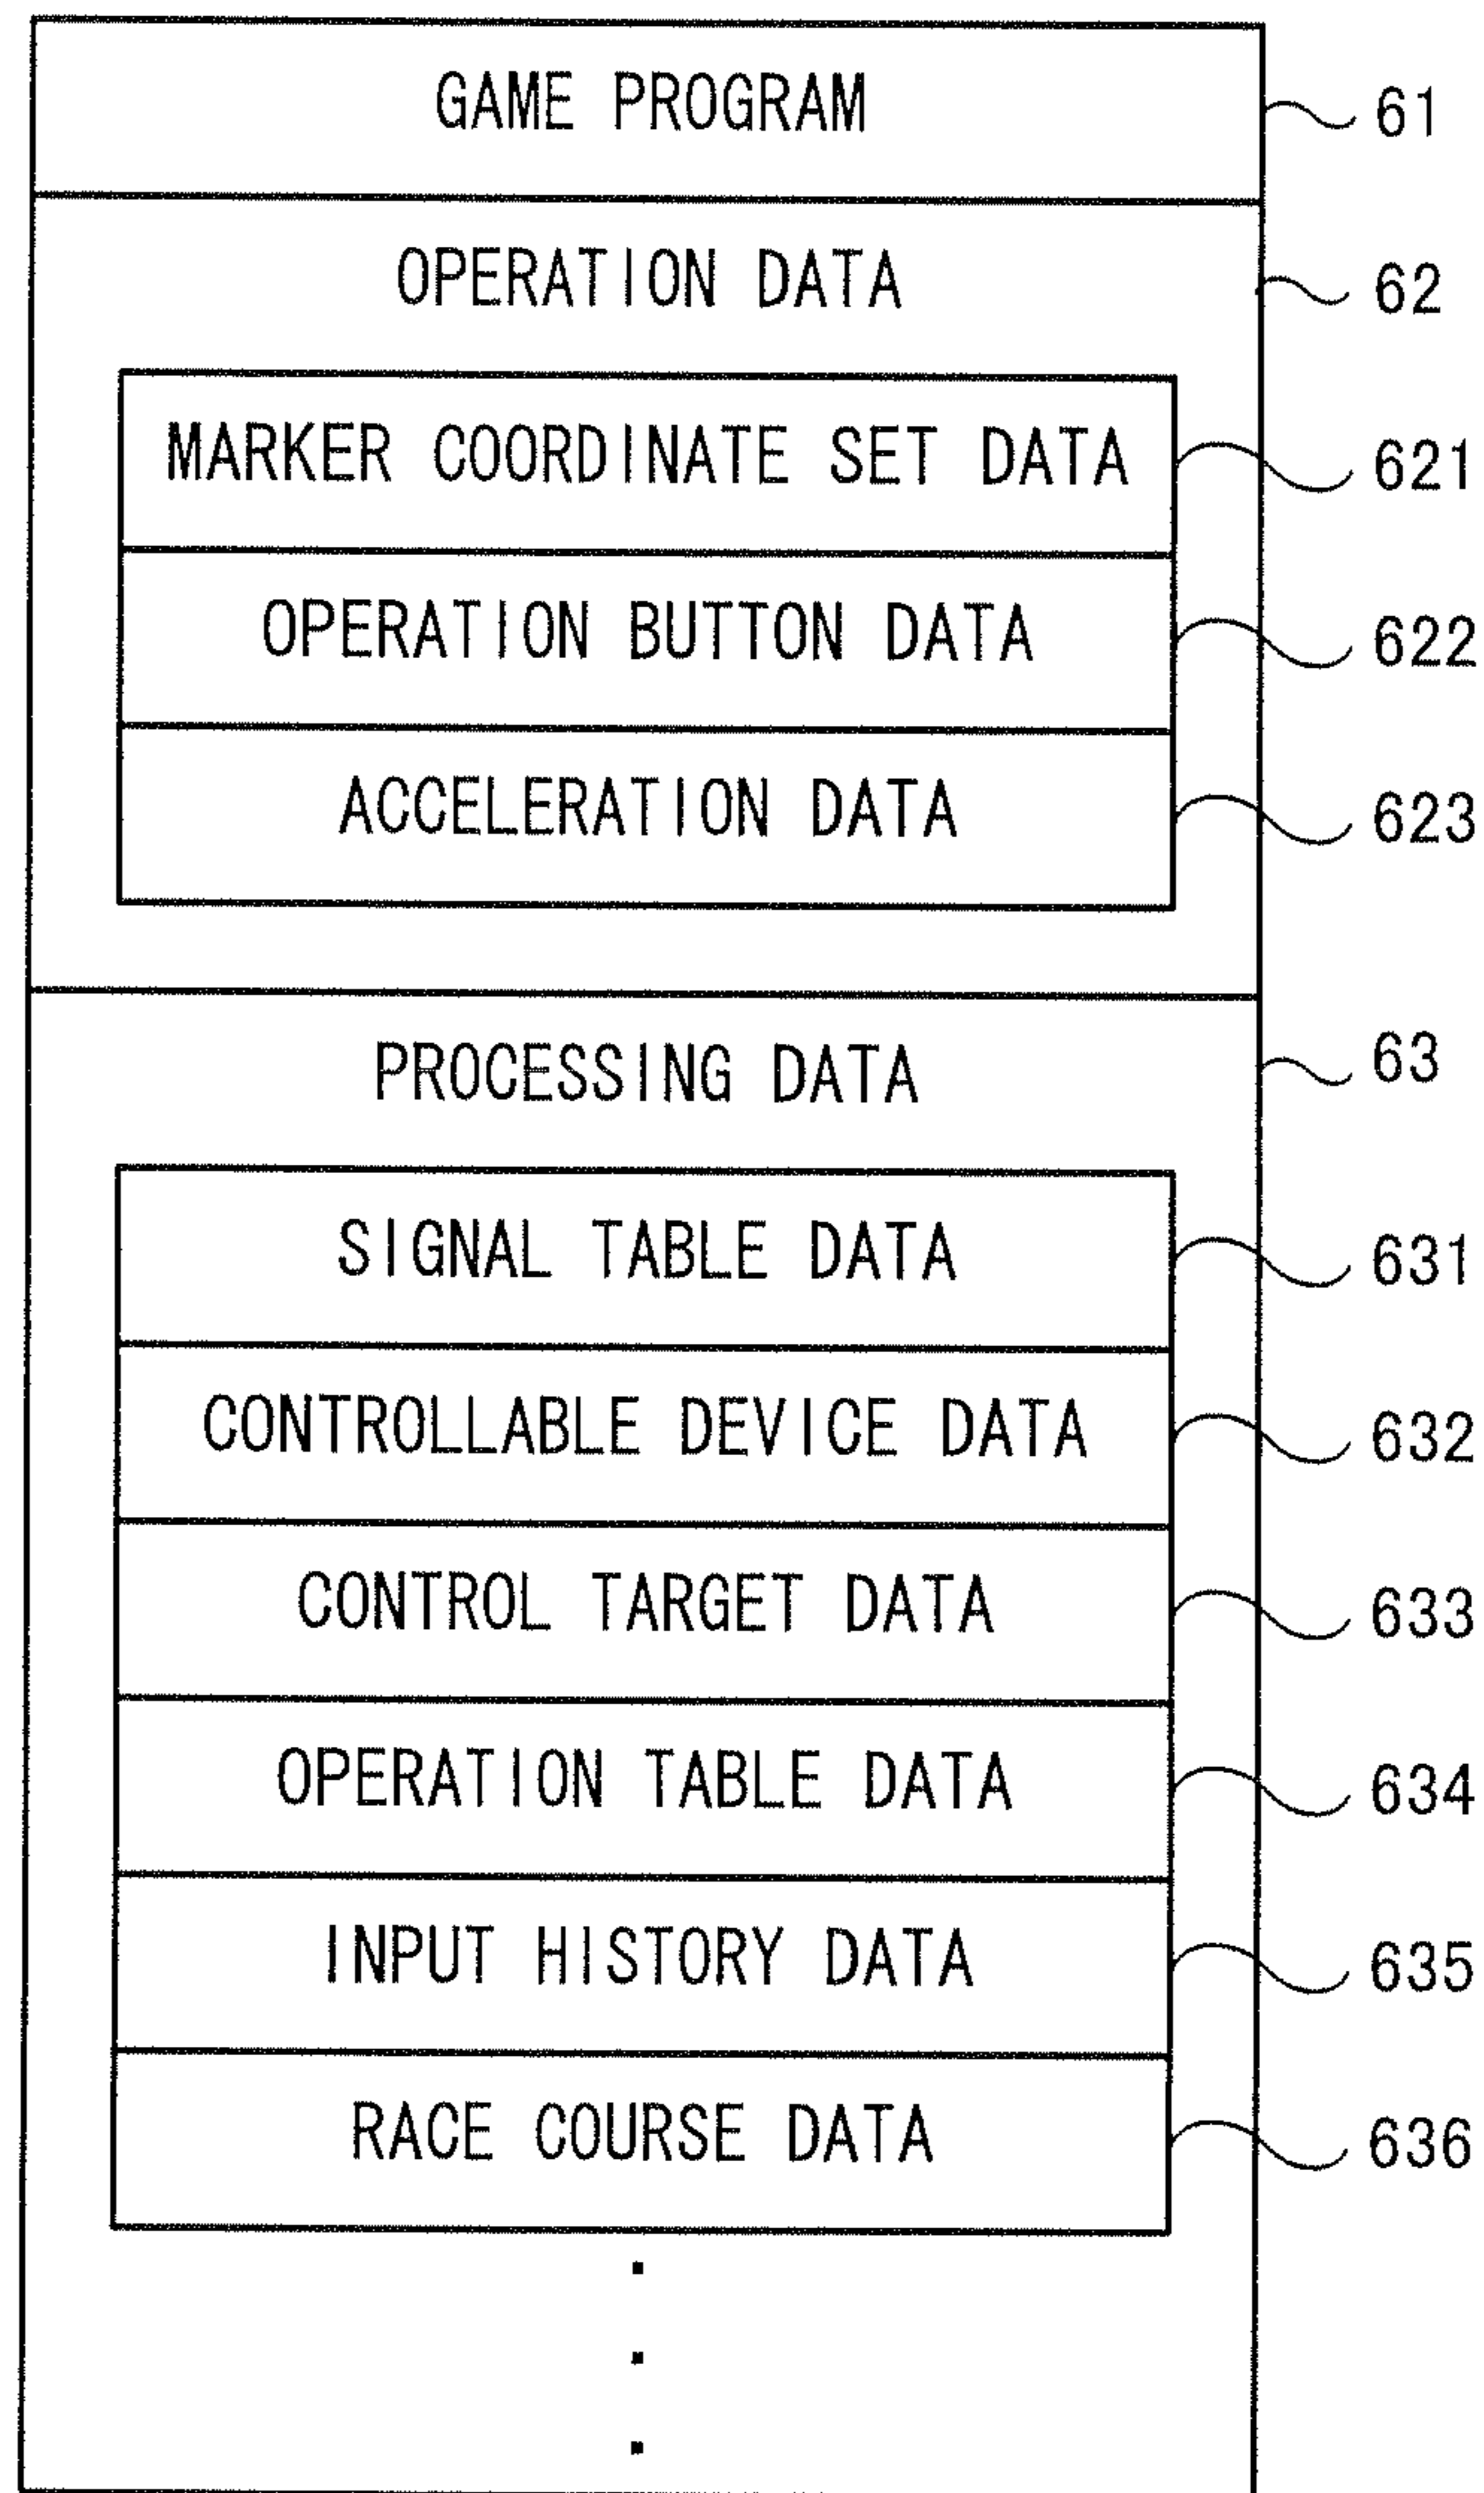 GAME PROGRAM 61
OPERATION DATA 62
MARKER COORDINATE SET DATA 621
OPERATION BUTTON DATA 622
ACCELERATION DATA 623
PROCESSING DATA 63
SIGNAL TABLE DATA 631
CONTROLLABLE DEVICE DATA 632
CONTROL TARGET DATA 633
OPERATION TABLE DATA 634
INPUT HISTORY DATA 635
RACE COURSE DATA 636